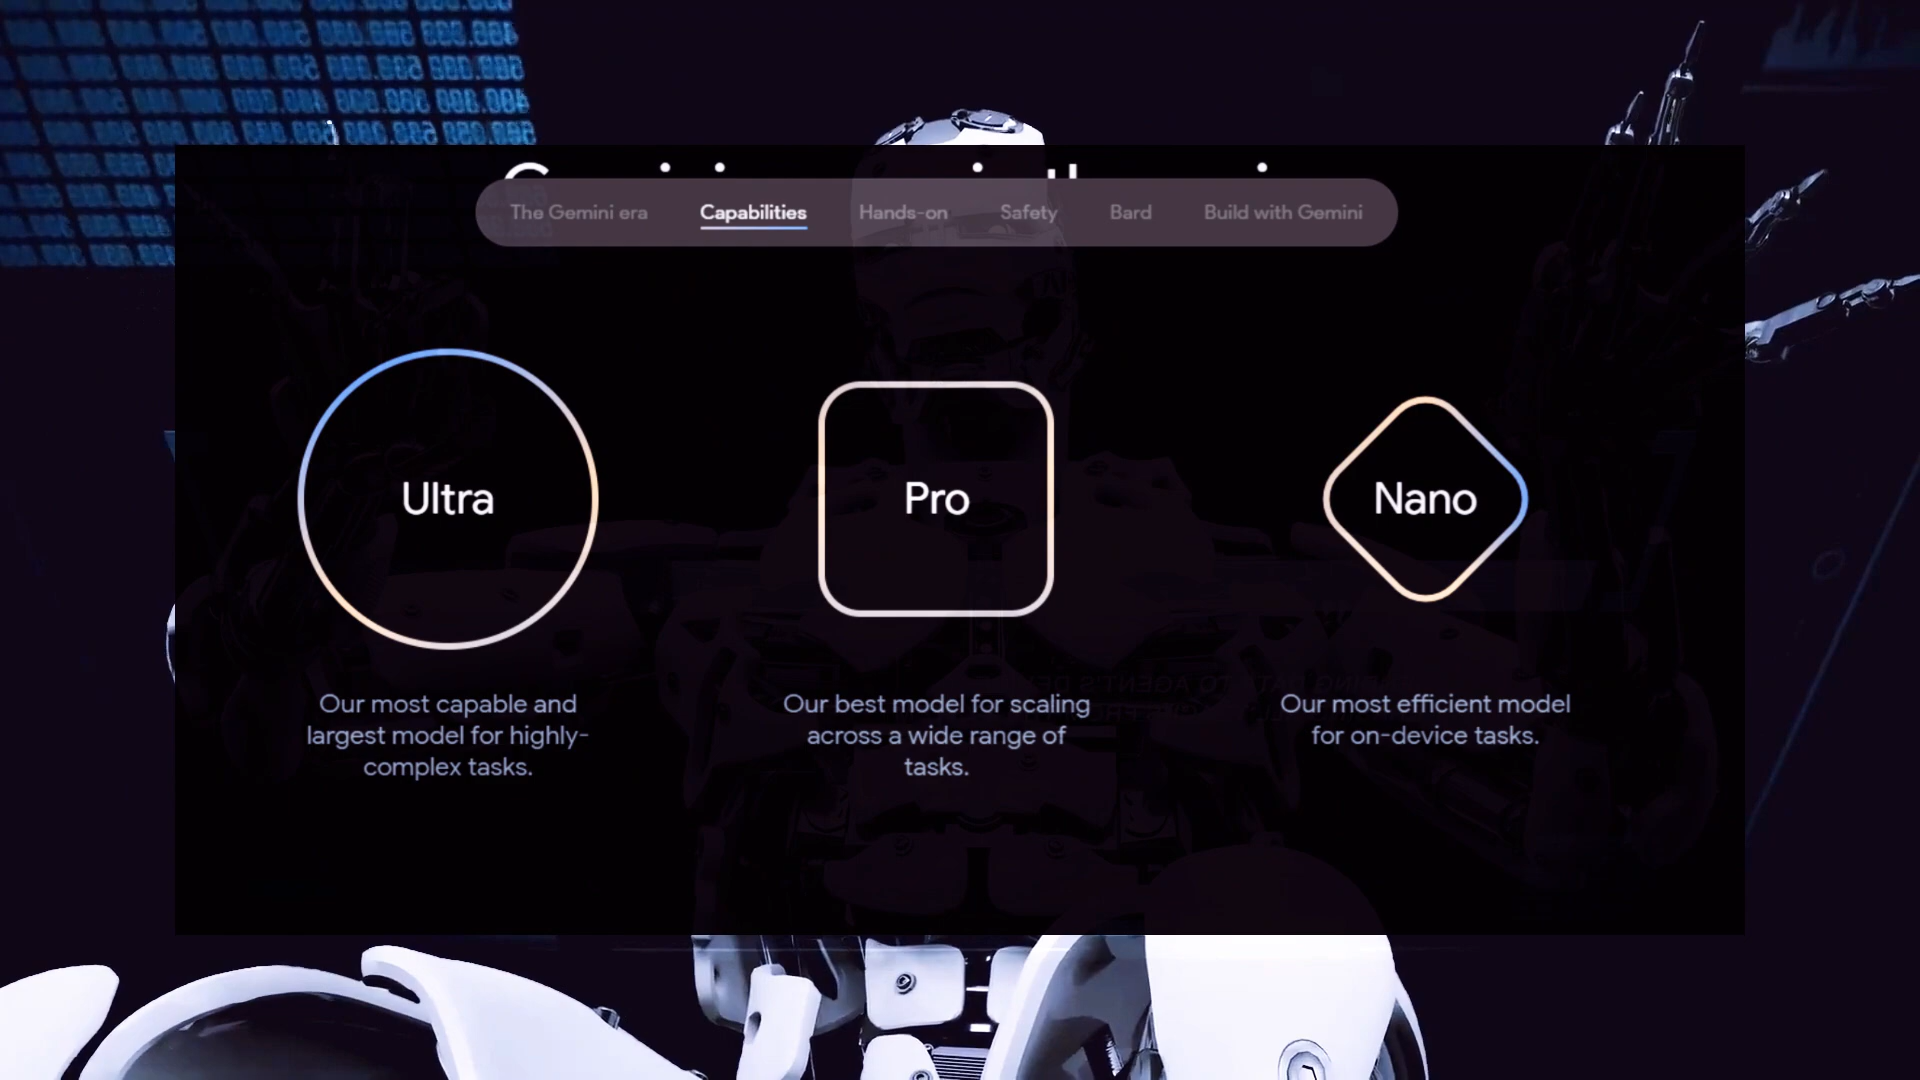 The Gemini era Capabilities Hands-on Safety Bard Build with Gemini
Ultra
Pro
Nano
Our most capable and
largest model for highly-
complex tasks.
Our best model for scaling
across a wide range of
tasks.
Our most efficient model
for on-device tasks.